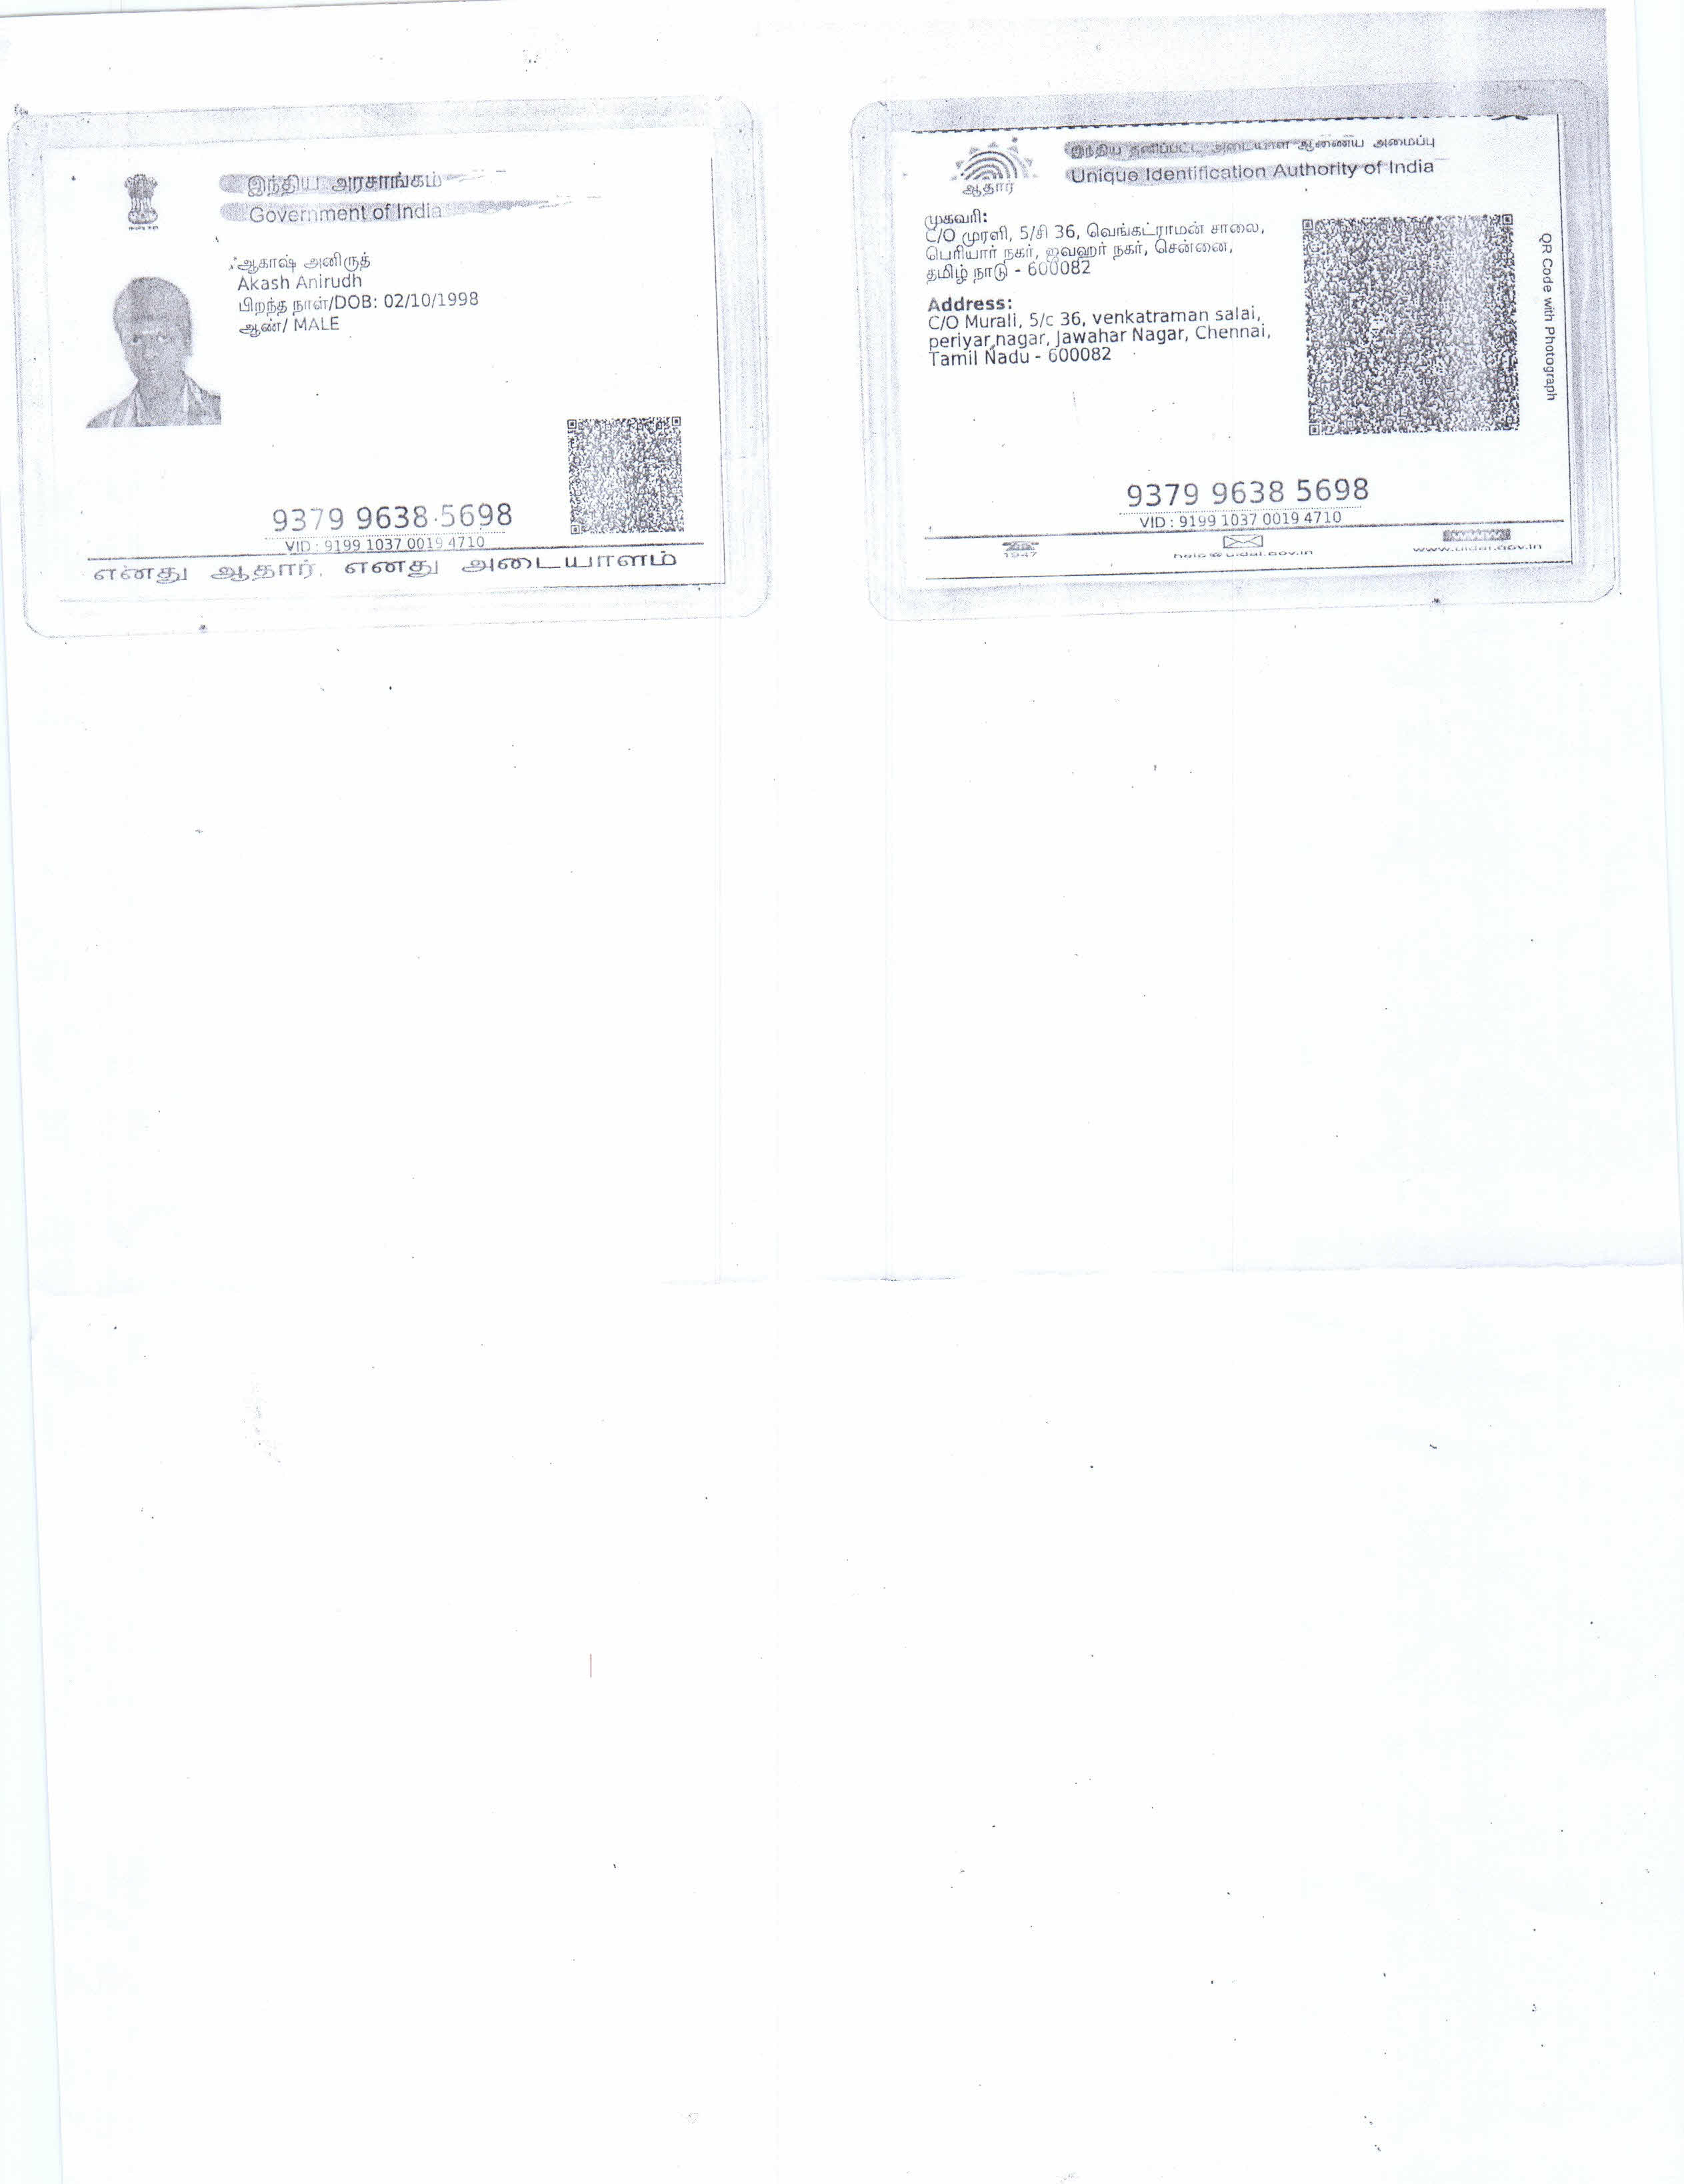 இந்திய அரசாங்கம்
Government of India
ஆகாஷ் அனிருத்
Akash Anirudh
பிறந்த நாள்/DOB: 02/10/1998
ஆண்/ MALE
9379 9638 5698
VID : 9199 1037 0019 4710
எனது ஆதார், எனது அடையாளம்
இந்திய தனிப்பட்ட அடையாள ஆணைய அமைப்பு
Unique Identification Authority of India
ஆதார்
முகவரி:
C/O முரளி, 5/சி 36, வெங்கட்ராமன் சாலை,
பெரியார் நகர், ஜவஹர் நகர், சென்னை,
தமிழ் நாடு - 600082
Address:
C/O Murali, 5/c 36, venkatraman salai,
periyar nagar, Jawahar Nagar, Chennai,
Tamil Nadu - 600082
QR Code with Photograph
9379 9638 5698
VID : 9199 1037 0019 4710
1947
help@uidai.gov.in
WWW
www.uidai.gov.in